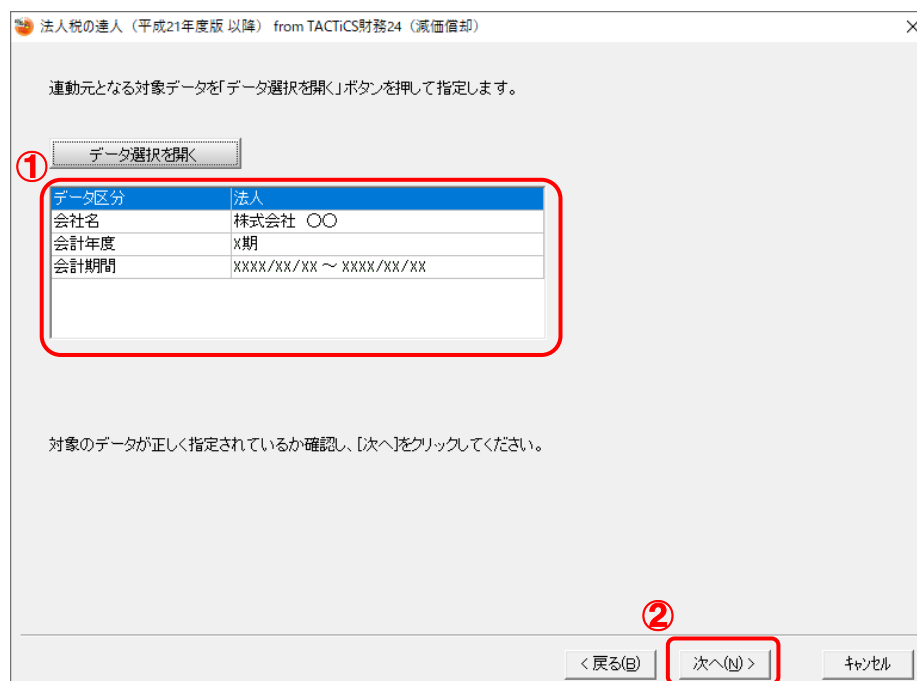 法人税の達人（平成21年度版 以降） from TACTiCS財務24（減価償却）
連動元となる対象データを「データ選択を開く」ボタンを押して指定します。
データ選択を開く
①
データ区分 法人
会社名 株式会社 〇〇
会計年度 X期
会計期間 XXXX/XX/XX ～ XXXX/XX/XX
対象のデータが正しく指定されているか確認し、[次へ]をクリックしてください。
②
< 戻る(B) 次へ(N) > キャンセル